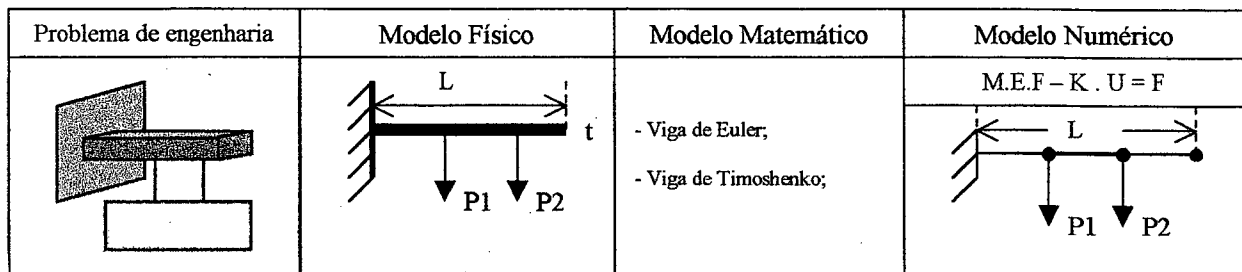 Problema de engenharia
Modelo Físico
Modelo Matemático
Modelo Numérico
L
t
P1 P2
- Viga de Euler;
- Viga de Timoshenko;
M.E.F – K . U = F
L
P1 P2